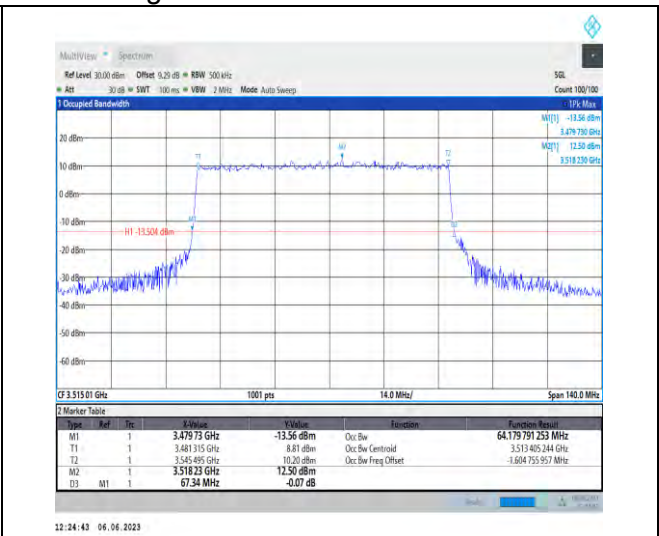 MultiView Spectrum
Ref Level 30.00 dBm Offset 9.29 dB RBW 500 kHz SGL
Att 30 dB SWT 100 ms VBW 2 MHz Mode Auto Sweep Count 100/100
1 Occupied Bandwidth 1Pk Max
M1[1] -13.56 dBm
3.479 730 GHz
20 dBm M2[1] 12.50 dBm
3.518 230 GHz
M2
T1 T2
10 dBm
0 dBm
-10 dBm
M1
H1 -13.504 dBm
-20 dBm
-30 dBm
-40 dBm
-50 dBm
-60 dBm
CF 3.515 01 GHz 1001 pts 14.0 MHz/ Span 140.0 MHz
2 Marker Table
Type Ref Trc X-Value Y-Value Function Function Result
M1 1 3.479 73 GHz -13.56 dBm Occ Bw 64.179 791 253 MHz
T1 1 3.481 315 GHz 8.81 dBm Occ Bw Centroid 3.513 405 244 GHz
T2 1 3.545 495 GHz 10.20 dBm Occ Bw Freq Offset -1.604 755 957 MHz
M2 1 3.518 23 GHz 12.50 dBm
D3 M1 1 67.34 MHz -0.07 dB
12:24:43 06.06.2023